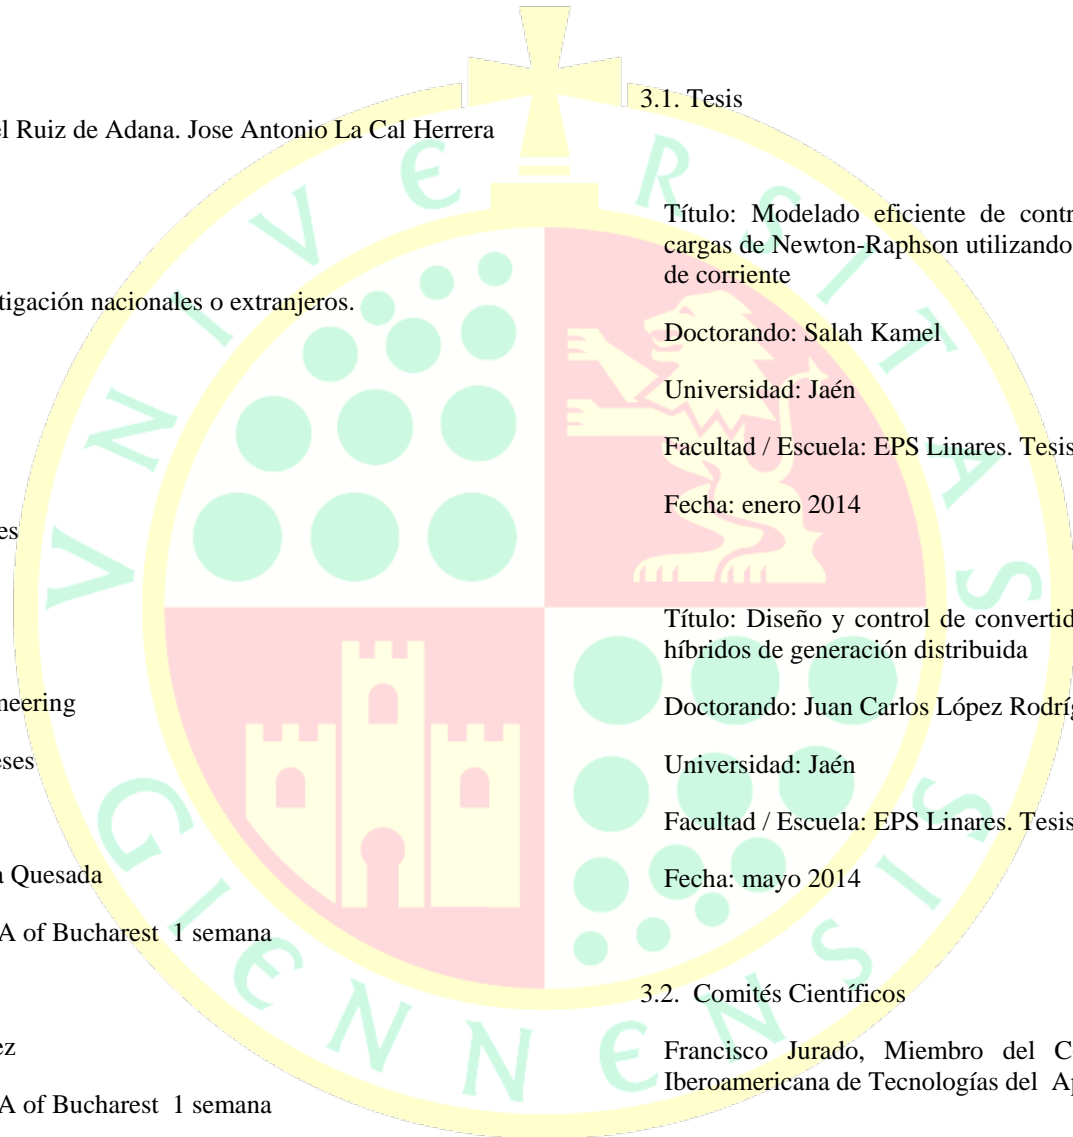 el Ruiz de Adana. Jose Antonio La Cal Herrera
tigación nacionales o extranjeros.
es
neering
eses
a Quesada
A of Bucharest 1 semana
ez
A of Bucharest 1 semana
3.1. Tesis
Título: Modelado eficiente de contr
cargas de Newton-Raphson utilizando
de corriente
Doctorando: Salah Kamel
Universidad: Jaén
Facultad / Escuela: EPS Linares. Tesis
Fecha: enero 2014
Título: Diseño y control de convertid
híbridos de generación distribuida
Doctorando: Juan Carlos López Rodríg
Universidad: Jaén
Facultad / Escuela: EPS Linares. Tesis
Fecha: mayo 2014
3.2. Comités Científicos
Francisco Jurado, Miembro del C
Iberoamericana de Tecnologías del Ap
VNIVERSITAS
GIENNENSIS